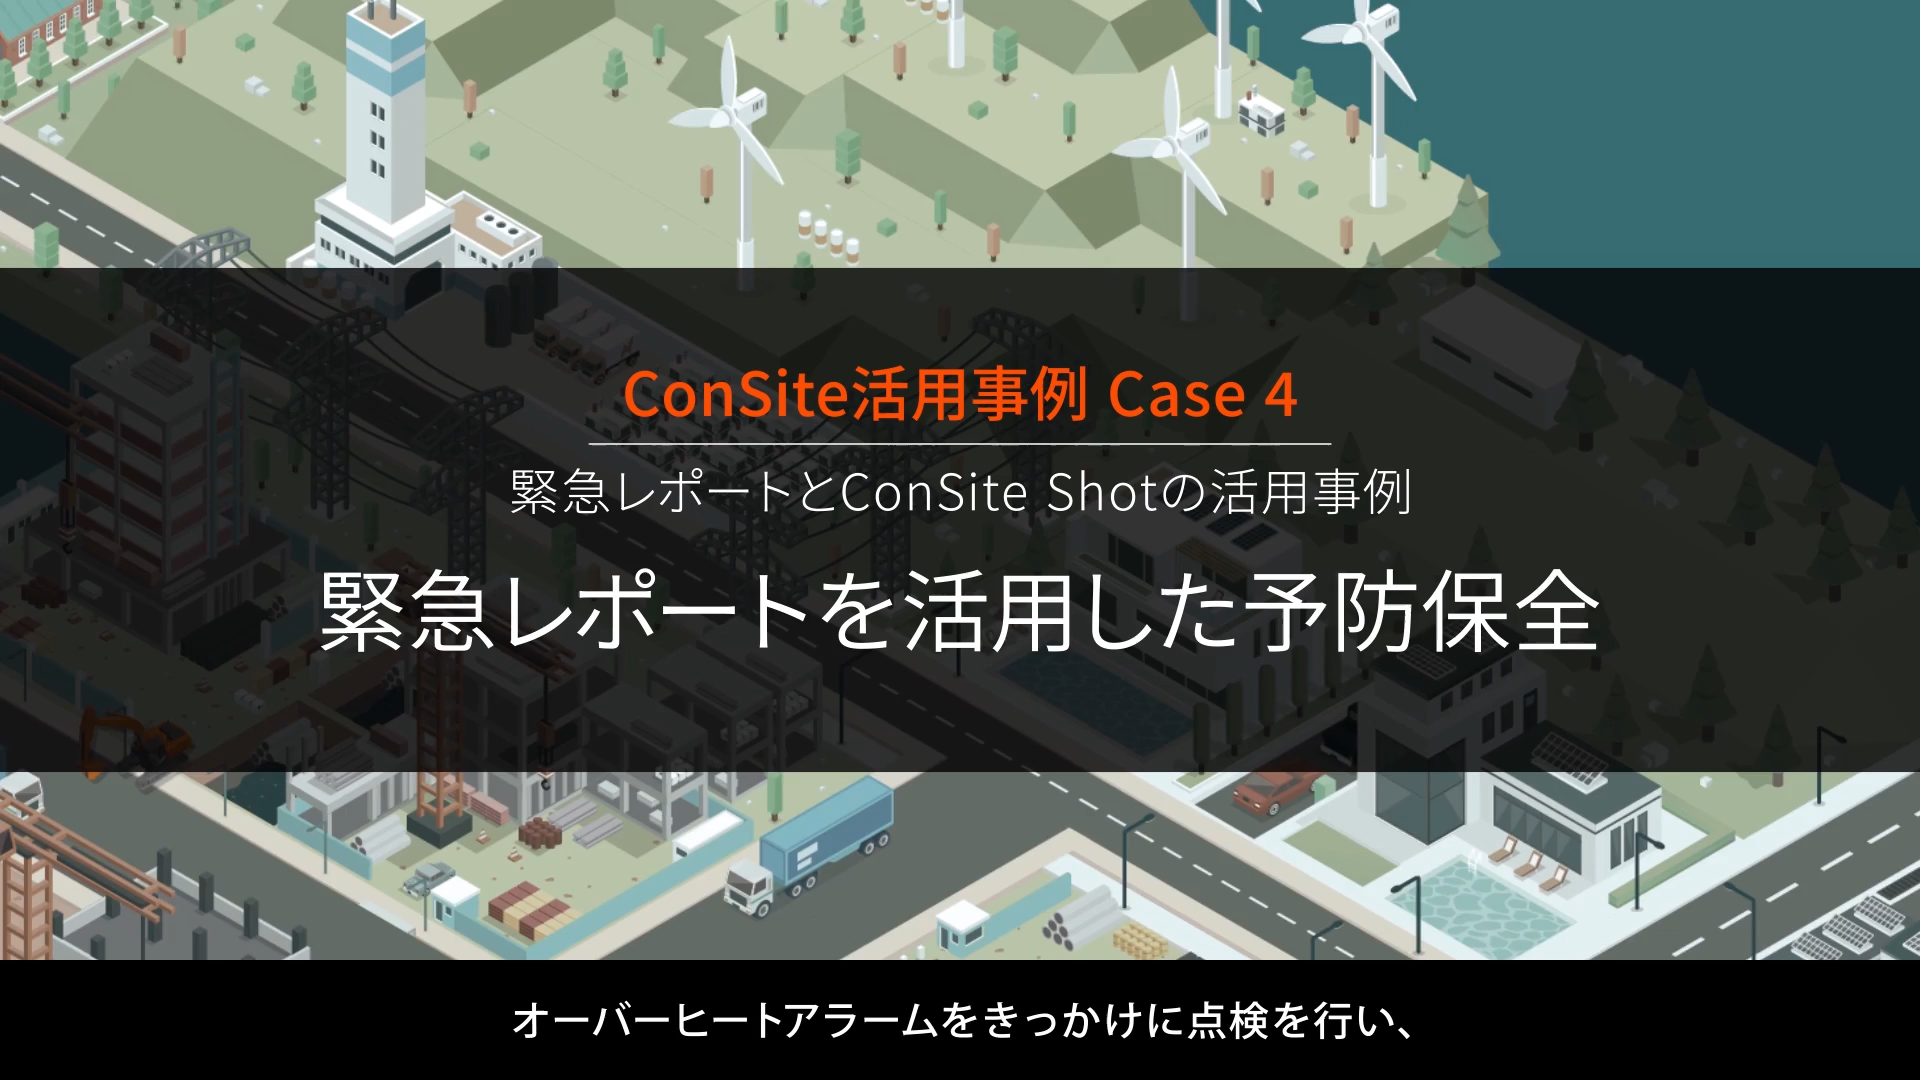 ConSite活用事例 Case 4
緊急レポートとConSite Shotの活用事例
緊急レポートを活用した予防保全
オーバーヒートアラームをきっかけに点検を行い、